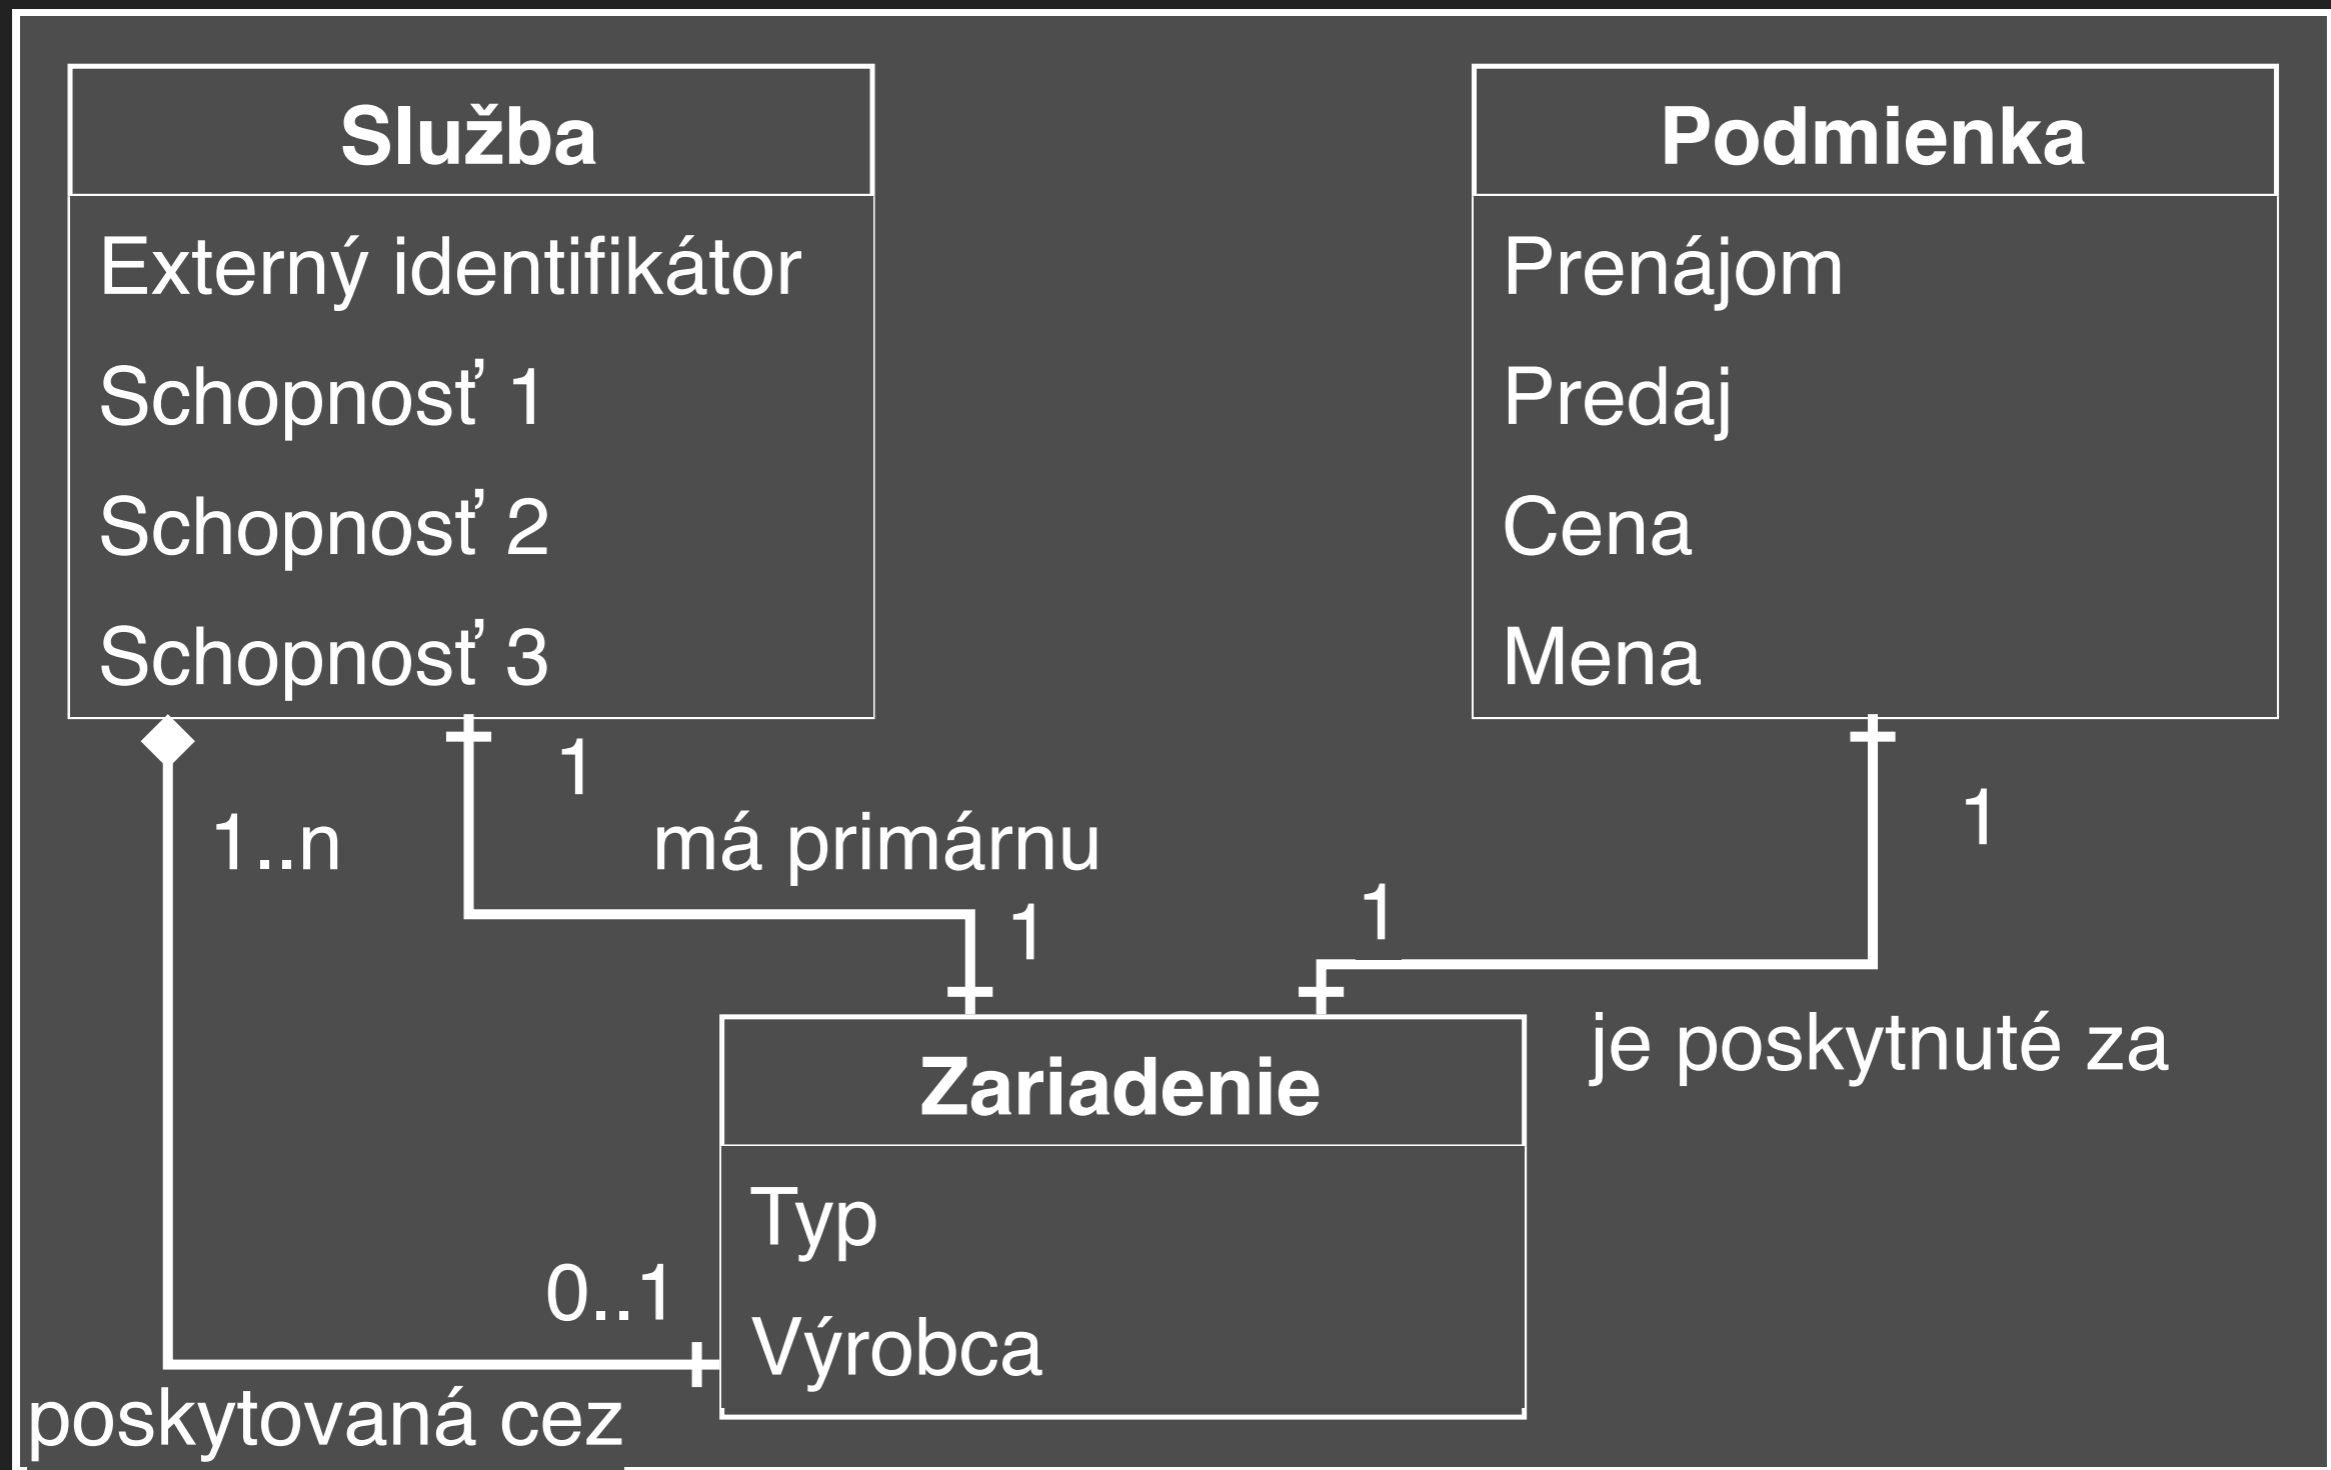 Služba
Externý identifikátor
Schopnosť 1
Schopnosť 2
Schopnosť 3
Podmienka
Prenájom
Predaj
Cena
Mena
1
1..n
má primárnu
1
1
1
je poskytnuté za
Zariadenie
Typ
Výrobca
0..1
poskytovaná cez